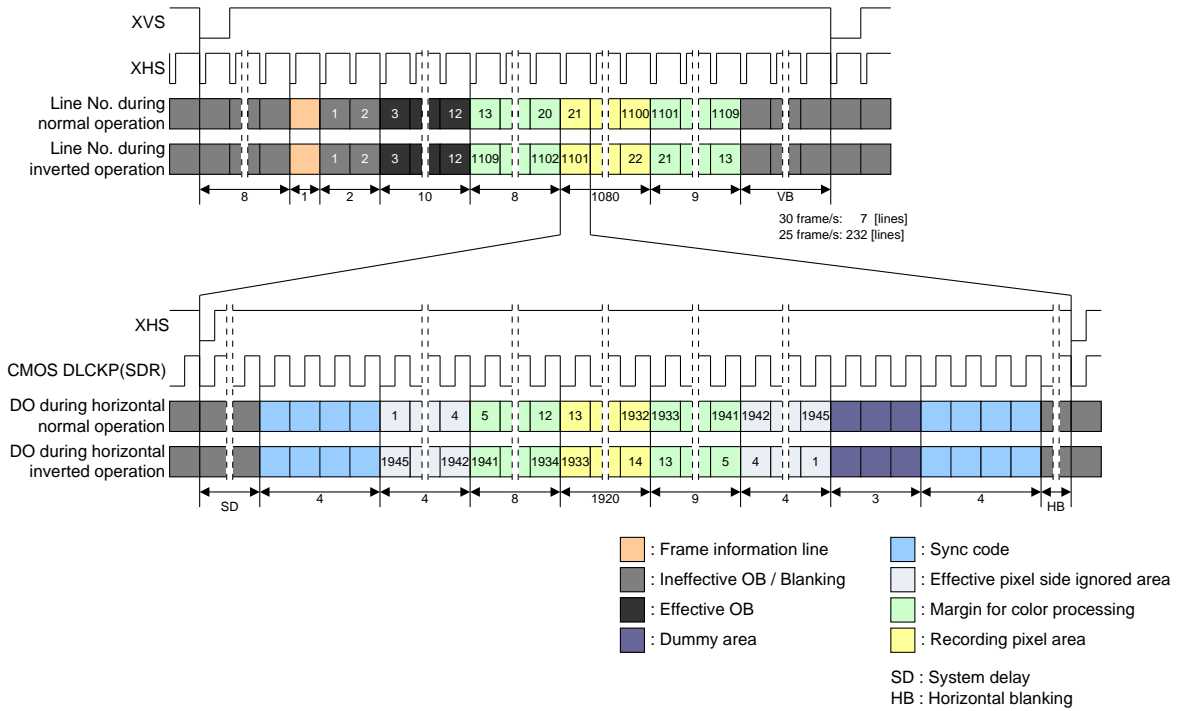 XVS
XHS
Line No. during
normal operation
1 2 3 12 13 20 21 1100 1101 1109
Line No. during
inverted operation
1 2 3 12 1109 1102 1101 22 21 13
8 1 2 10 8 1080 9 VB
30 frame/s: 7 [lines]
25 frame/s: 232 [lines]
XHS
CMOS DLCKP(SDR)
DO during horizontal
normal operation
1 4 5 12 13 1932 1933 1941 1942 1945
DO during horizontal
inverted operation
1945 1942 1941 1934 1933 14 13 5 4 1
SD 4 4 8 1920 9 4 3 4 HB
: Frame information line
: Ineffective OB / Blanking
: Effective OB
: Dummy area
: Sync code
: Effective pixel side ignored area
: Margin for color processing
: Recording pixel area
SD : System delay
HB : Horizontal blanking